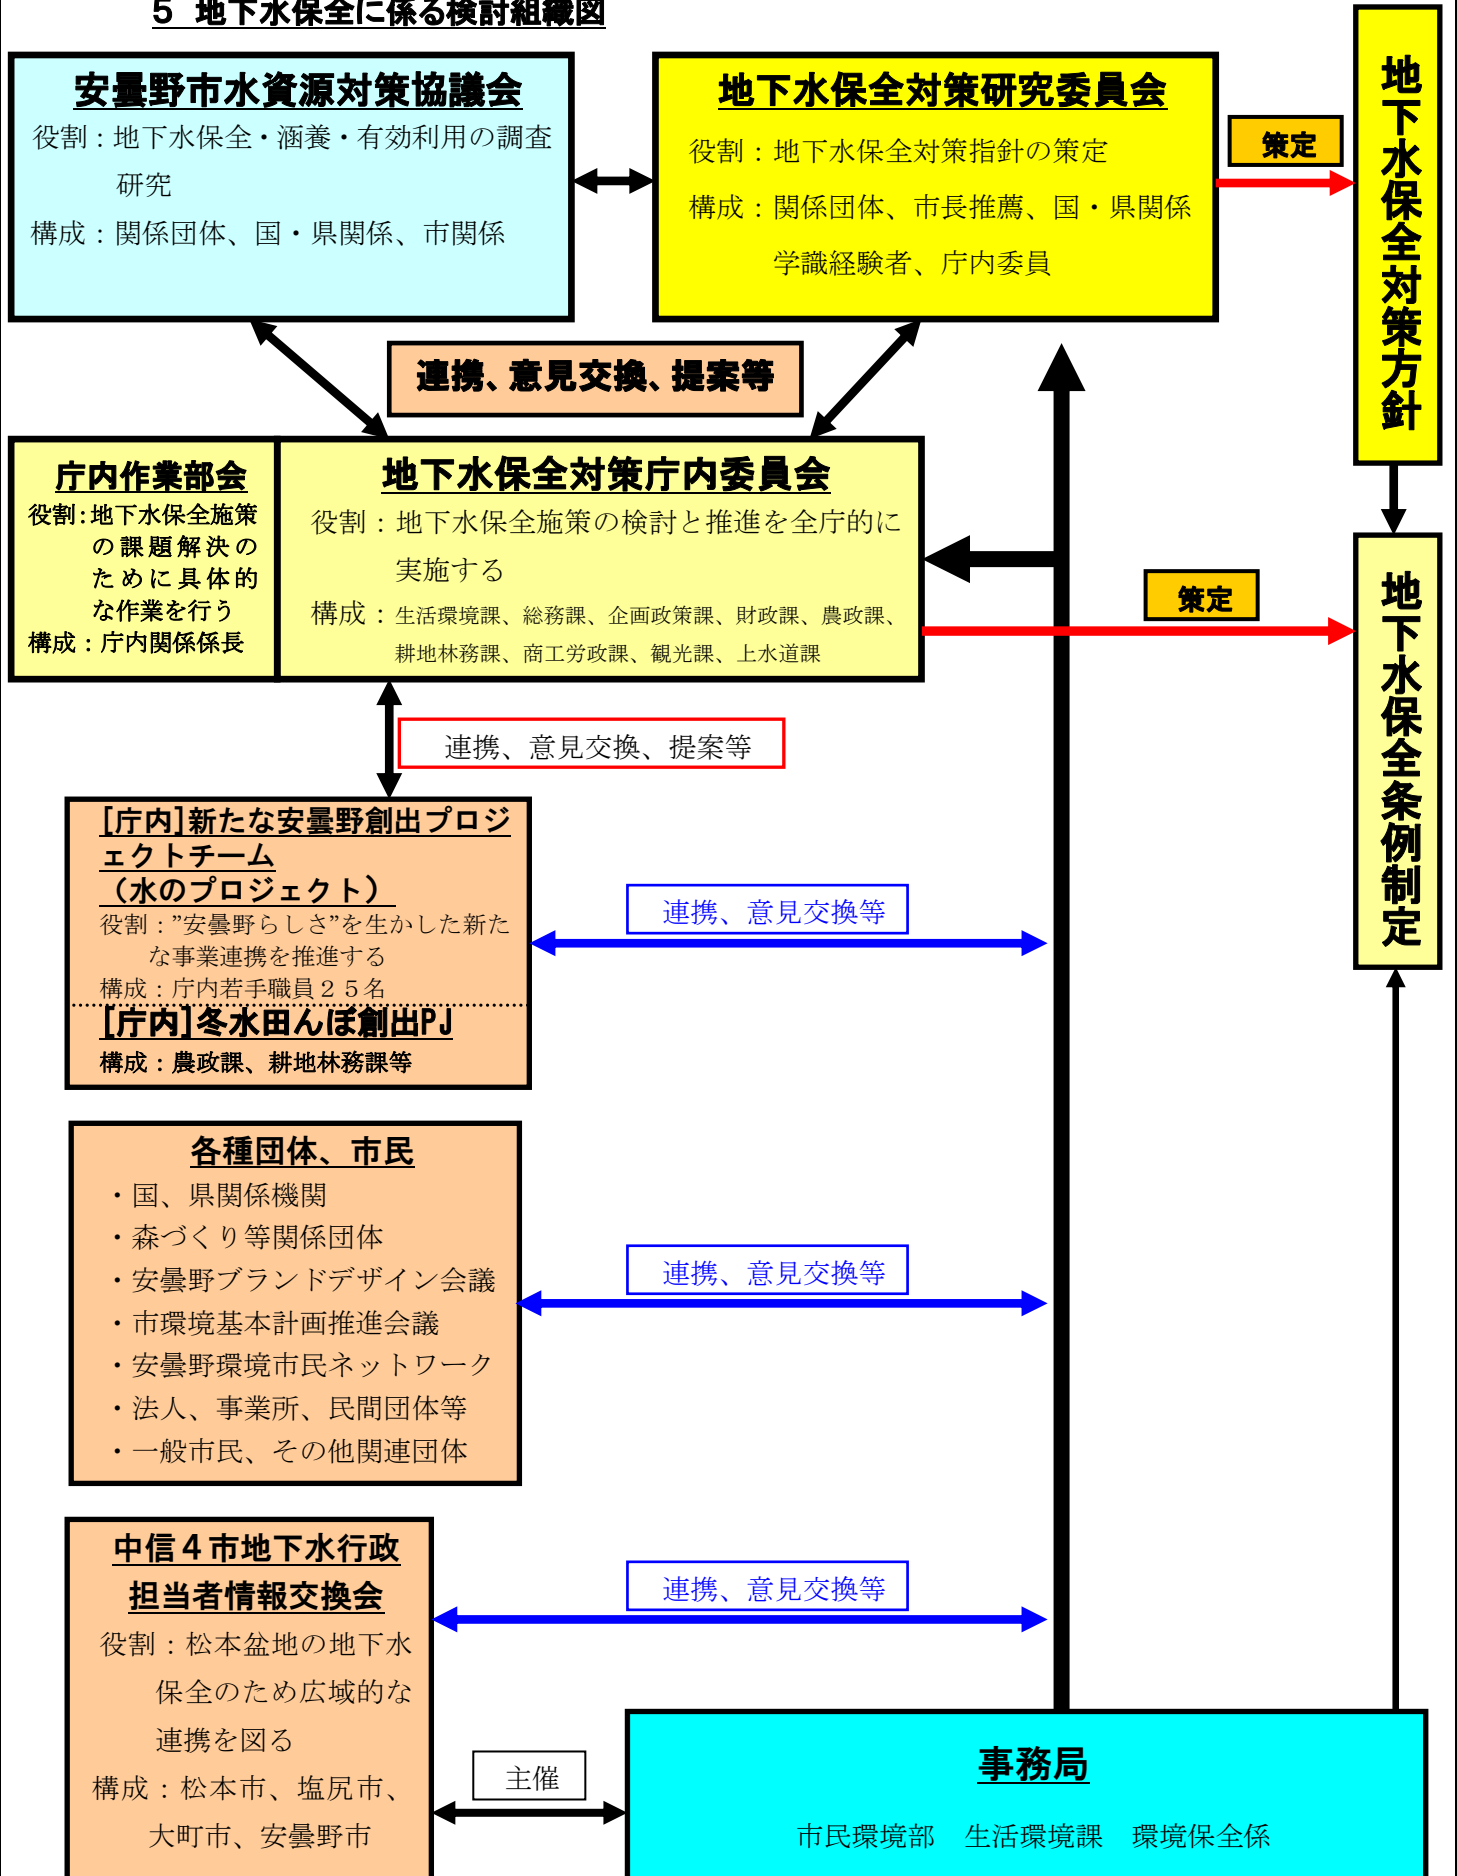 ５ 地下水保全に係る検討組織図
安曇野市水資源対策協議会
役割：地下水保全・涵養・有効利用の調査
研究
構成：関係団体、国・県関係、市関係
地下水保全対策研究委員会
役割：地下水保全対策指針の策定
構成：関係団体、市長推薦、国・県関係
学識経験者、庁内委員
策定
地下水保全対策方針
連携、意見交換、提案等
庁内作業部会
役割：地下水保全施策
の課題解決の
ために具体的
な作業を行う
構成：庁内関係係長
地下水保全対策庁内委員会
役割：地下水保全施策の検討と推進を全庁的に
実施する
構成：生活環境課、総務課、企画政策課、財政課、農政課、
耕地林務課、商工労政課、観光課、上水道課
策定
地下水保全条例制定
連携、意見交換、提案等
[庁内]新たな安曇野創出プロジ
ェクトチーム
（水のプロジェクト）
役割：”安曇野らしさ”を生かした新た
な事業連携を推進する
構成：庁内若手職員２５名
[庁内]冬水田んぼ創出PJ
構成：農政課、耕地林務課等
連携、意見交換等
各種団体、市民
・国、県関係機関
・森づくり等関係団体
・安曇野ブランドデザイン会議
・市環境基本計画推進会議
・安曇野環境市民ネットワーク
・法人、事業所、民間団体等
・一般市民、その他関連団体
連携、意見交換等
中信４市地下水行政
担当者情報交換会
役割：松本盆地の地下水
保全のため広域的な
連携を図る
構成：松本市、塩尻市、
大町市、安曇野市
連携、意見交換等
主催
事務局
市民環境部　生活環境課　環境保全係